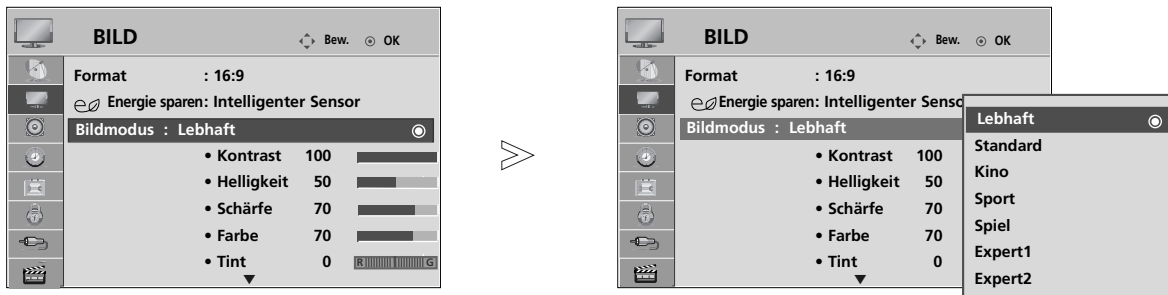 BILD Bew. OK
Format : 16:9
Energie sparen: Intelligenter Sensor
Bildmodus : Lebhaft
• Kontrast 100
• Helligkeit 50
• Schärfe 70
• Farbe 70
• Tint 0 R G
BILD Bew. OK
Format : 16:9
Energie sparen: Intelligenter Senso
Bildmodus : Lebhaft
• Kontrast 100
• Helligkeit 50
• Schärfe 70
• Farbe 70
• Tint 0
Lebhaft
Standard
Kino
Sport
Spiel
Expert1
Expert2